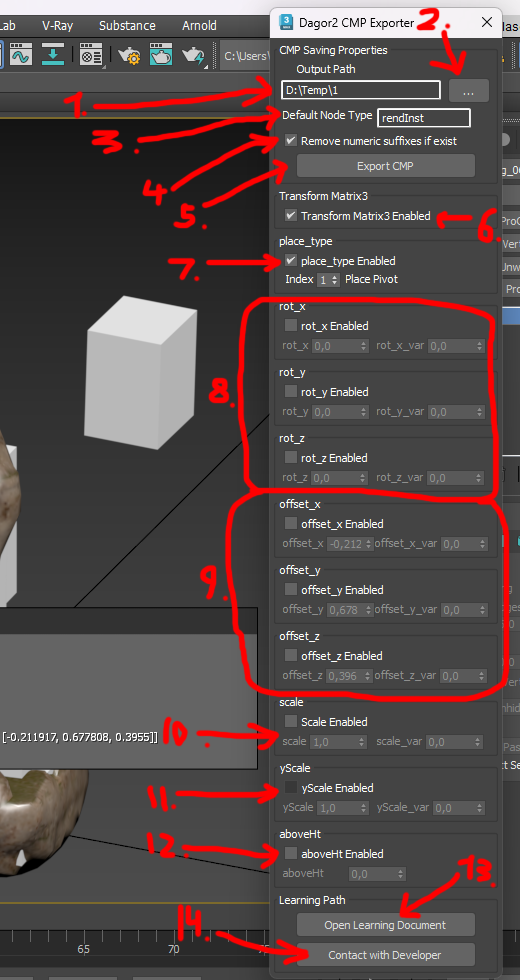 Lab V-Ray Substance Arnold
Dagor2 CMP Exporter
2.
C:\Users\
CMP Saving Properties
Output Path
1. D:\Temp\1 ...
3. Default Node Type rendInst
4 Remove numeric suffixes if exist
5. Export CMP
Transform Matrix3
Transform Matrix3 Enabled 6.
place_type
7. place_type Enabled
Index 1 Place Pivot
rot_x
rot_x Enabled
rot_x 0,0 rot_x_var 0,0
8.
rot_y
rot_y Enabled
rot_y 0,0 rot_y_var 0,0
rot_z
rot_z Enabled
rot_z 0,0 rot_z_var 0,0
offset_x
offset_x Enabled
offset_x -0,212 offset_x_var 0,0
9.
offset_y
offset_y Enabled
offset_y 0,678 offset_y_var 0,0
offset_z
offset_z Enabled
offset_z 0,396 offset_z_var 0,0
scale
[-0.211917, 0.677808, 0.3955]] 10. Scale Enabled
scale 1,0 scale_var 0,0
yScale
11. yScale Enabled
yScale 1,0 yScale_var 0,0
aboveHt
12. aboveHt Enabled
aboveHt 0,0
13.
Learning Path
14. Open Learning Document
65 Contact with Developer